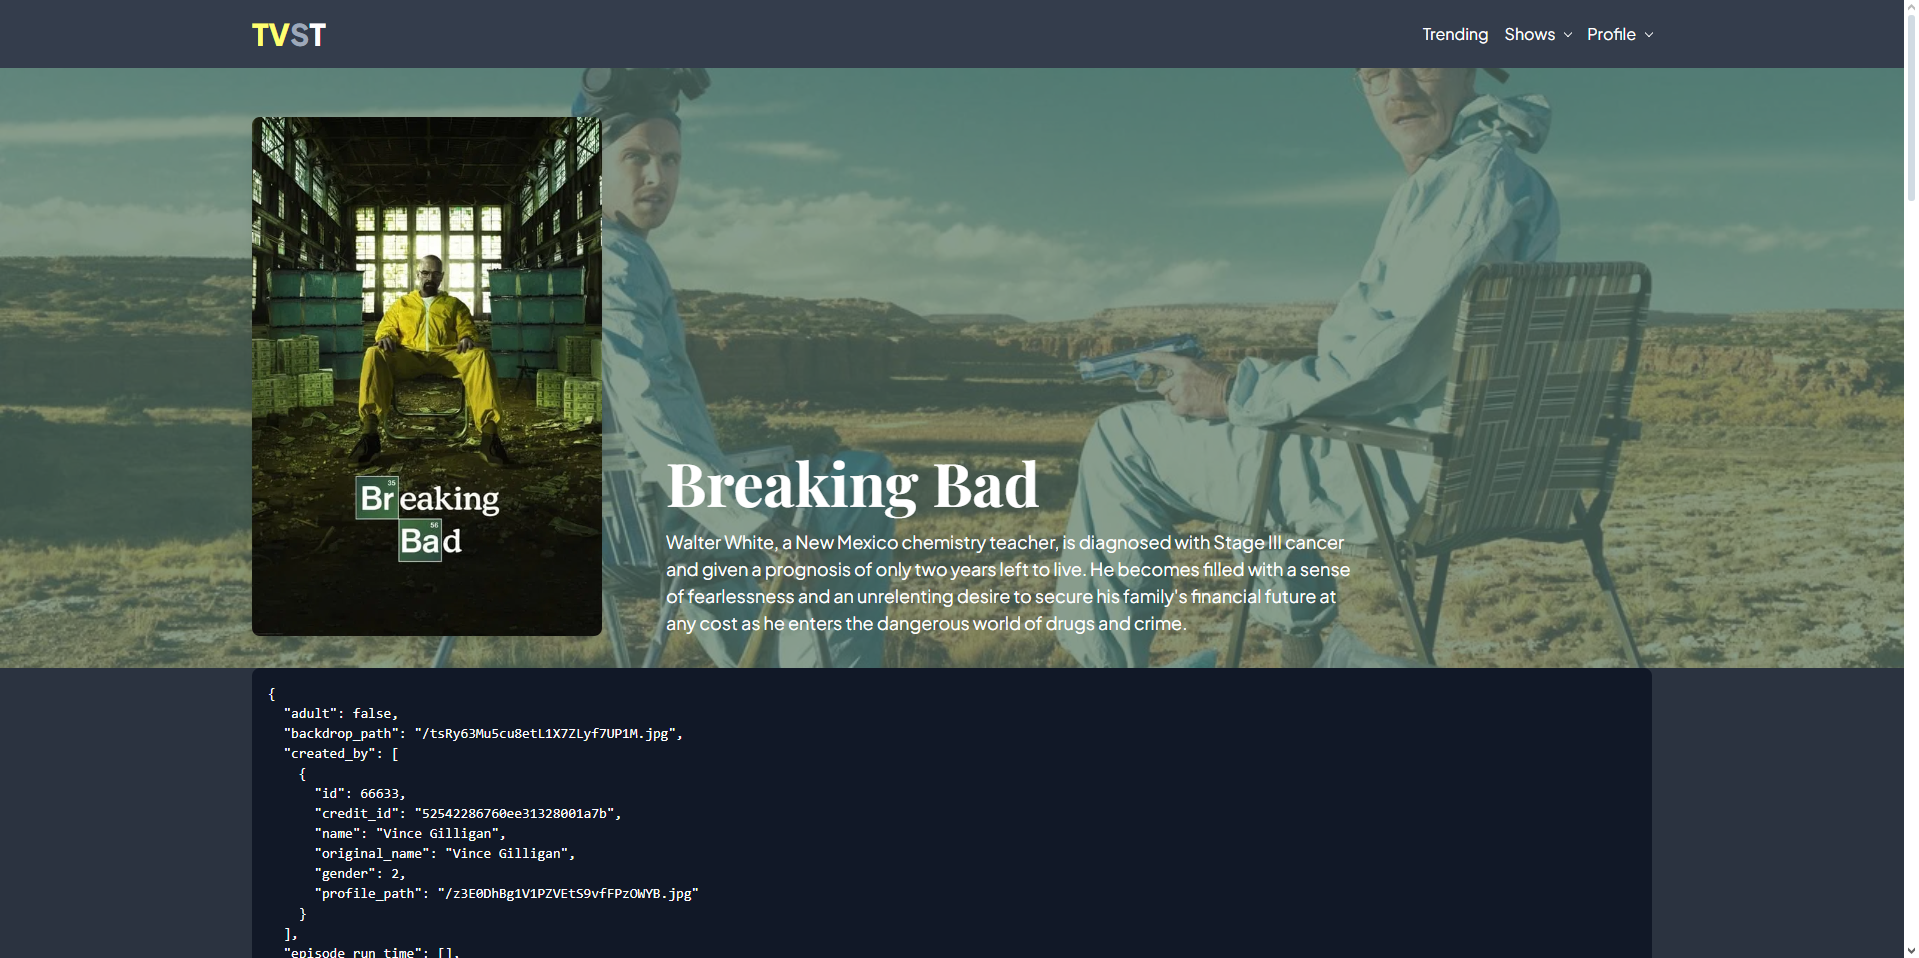 TVST
Trending Shows Profile
35
Breaking
56
Bad
Breaking Bad
Walter White, a New Mexico chemistry teacher, is diagnosed with Stage III cancer
and given a prognosis of only two years left to live. He becomes filled with a sense
of fearlessness and an unrelenting desire to secure his family's financial future at
any cost as he enters the dangerous world of drugs and crime.
{
"adult": false,
"backdrop_path": "/tsRy63Mu5cu8etL1X7ZLyf7UP1M.jpg",
"created_by": [
{
"id": 66633,
"credit_id": "52542286760ee31328001a7b",
"name": "Vince Gilligan",
"original_name": "Vince Gilligan",
"gender": 2,
"profile_path": "/z3E0DhBg1V1PZVEtS9vfFPzOWYB.jpg"
}
],
"episode_run_time": [],